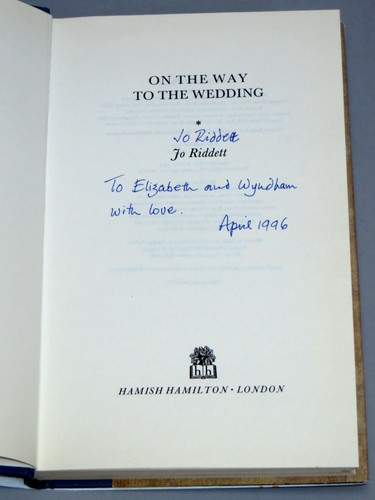 ON THE WAY
TO THE WEDDING
*
Jo Riddett
Jo Riddett
To Elizabeth and Wyndham
with love.
April 1996
hh
HAMISH HAMILTON · LONDON